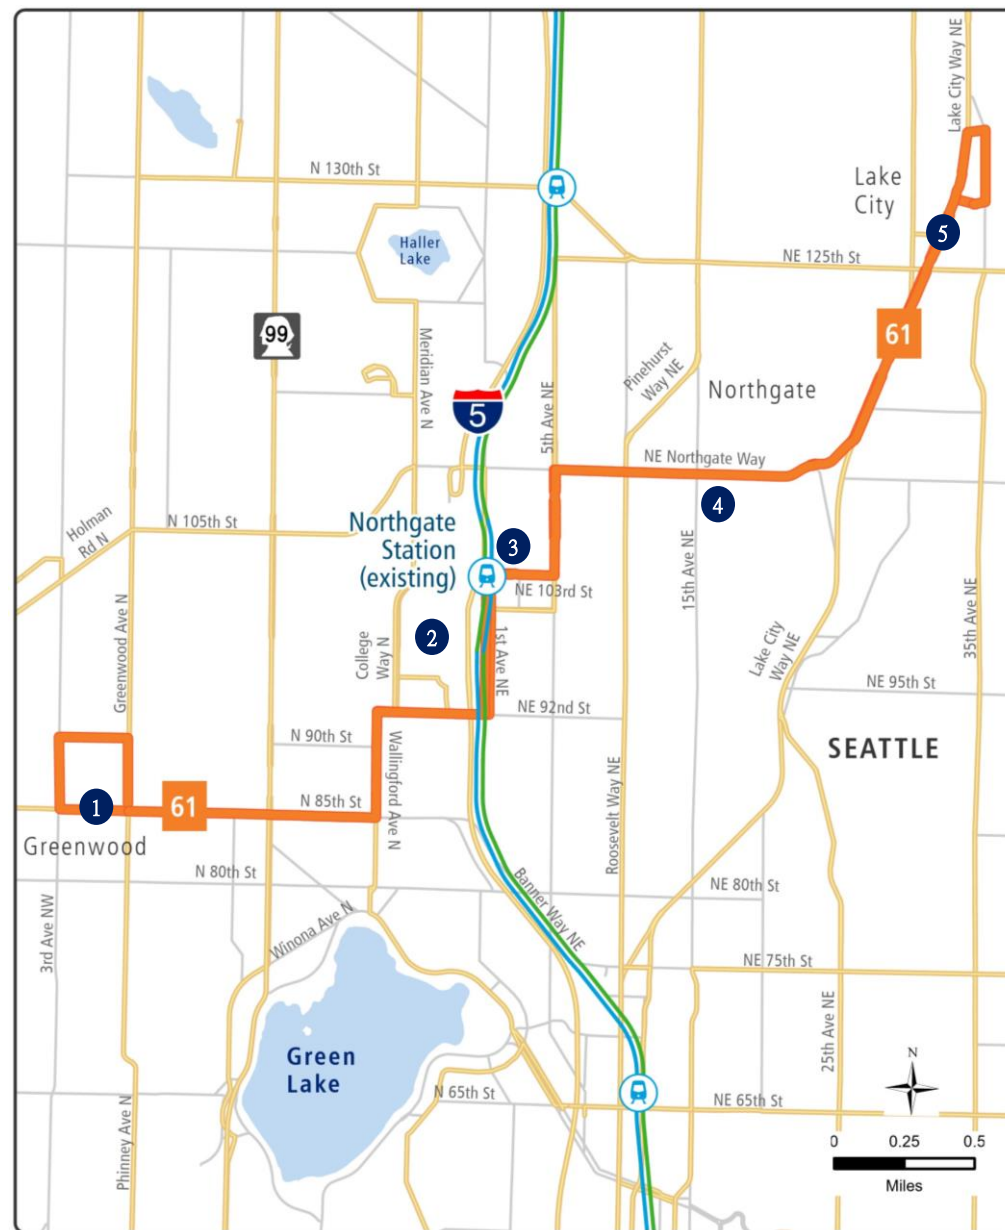 Lake City Way NE
N 130th St
Lake
City
5
Haller
Lake
NE 125th St
99
61
Meridian Ave N
Pinehurst
Way NE
5
5th Ave NE
Northgate
NE Northgate Way
4
Holman
Rd N
N 105th St
Northgate
Station
(existing)
3
NE 103rd St
15th Ave NE
35th Ave NE
Greenwood Ave N
College
Way N
2
1st Ave NE
Lake City
Way NE
NE 95th St
NE 92nd St
N 90th St
Wallingford Ave N
SEATTLE
1
61
N 85th St
Roosevelt Way NE
Greenwood
N 80th St
Banner Way NE
NE 80th St
3rd Ave NW
Winona Ave N
NE 75th St
25th Ave NE
Green
Lake
N 65th St
NE 65th St
Phinney Ave N
N
0 0.25 0.5
Miles